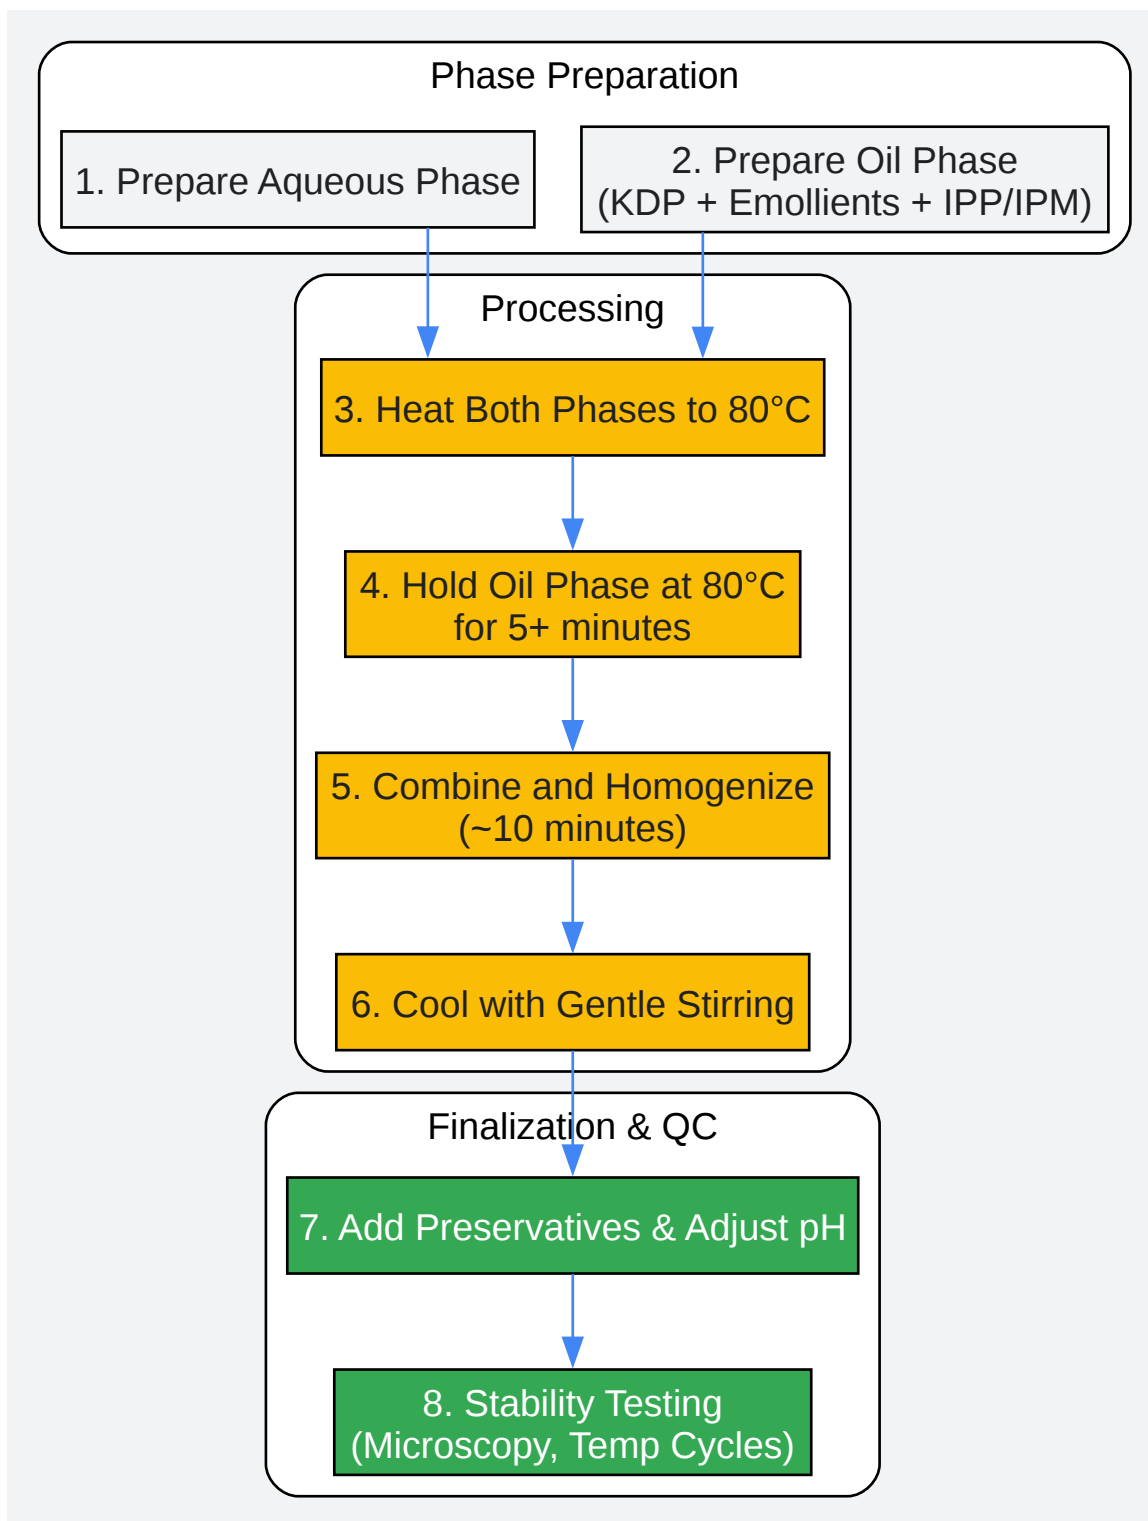 Phase Preparation
1. Prepare Aqueous Phase
2. Prepare Oil Phase
(KDP + Emollients + IPP/IPM)
Processing
3. Heat Both Phases to 80°C
4. Hold Oil Phase at 80°C
for 5+ minutes
5. Combine and Homogenize
(~10 minutes)
6. Cool with Gentle Stirring
Finalization & QC
7. Add Preservatives & Adjust pH
8. Stability Testing
(Microscopy, Temp Cycles)